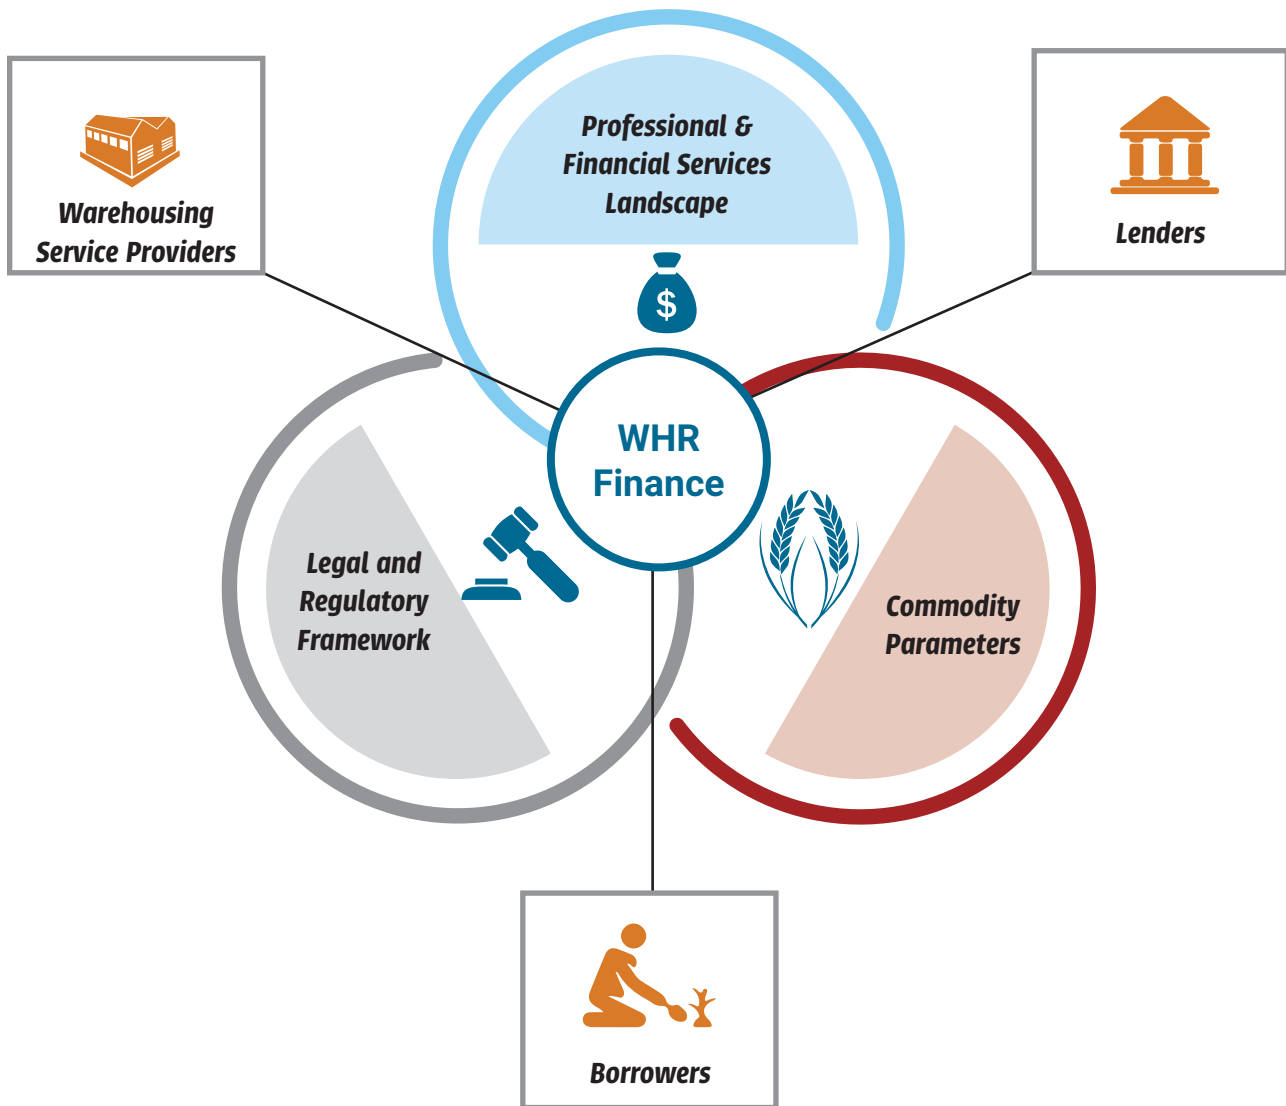 Professional &
Financial Services
Landscape
Warehousing
Service Providers
Lenders
$
WHR
Finance
Legal and
Regulatory
Framework
Commodity
Parameters
Borrowers